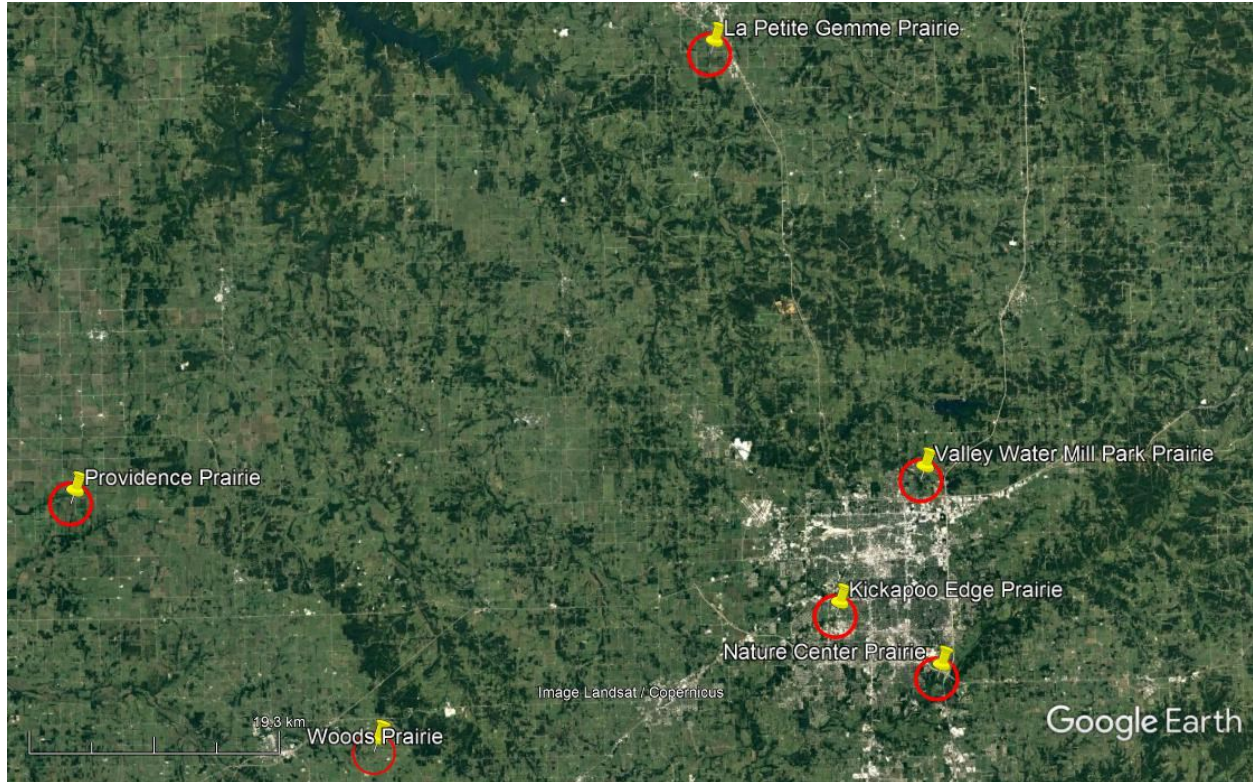 La Petite Gemme Prairie
Valley Water Mill Park Prairie
Providence Prairie
Kickapoo Edge Prairie
Nature Center Prairie
Image Landsat / Copernicus
Google Earth
19.3 km
Woods Prairie